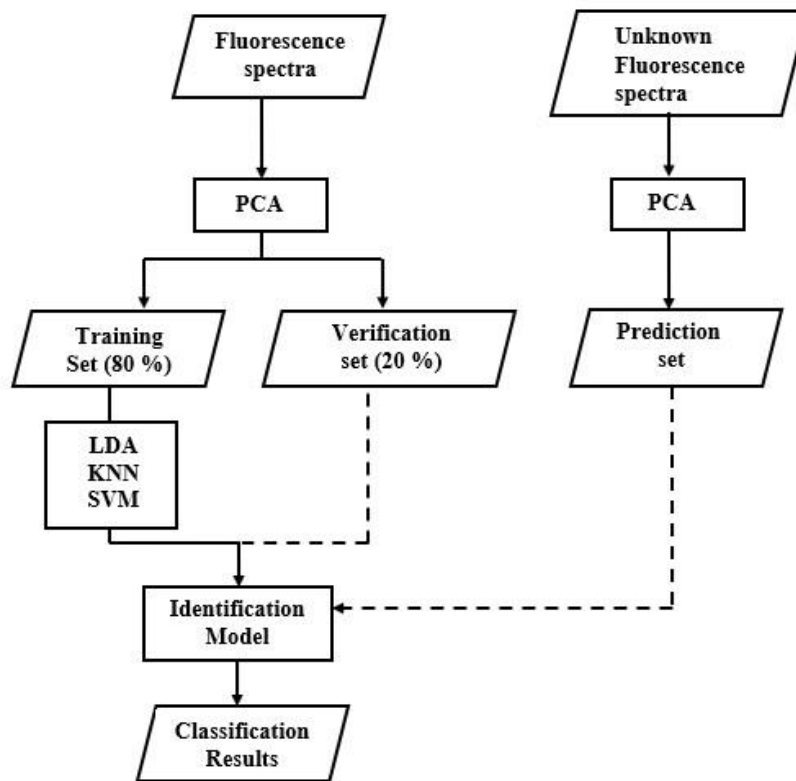 Fluorescence
spectra
Unknown
Fluorescence
spectra
PCA
PCA
Training
Set (80 %)
Verification
set (20 %)
Prediction
set
LDA
KNN
SVM
Identification
Model
Classification
Results